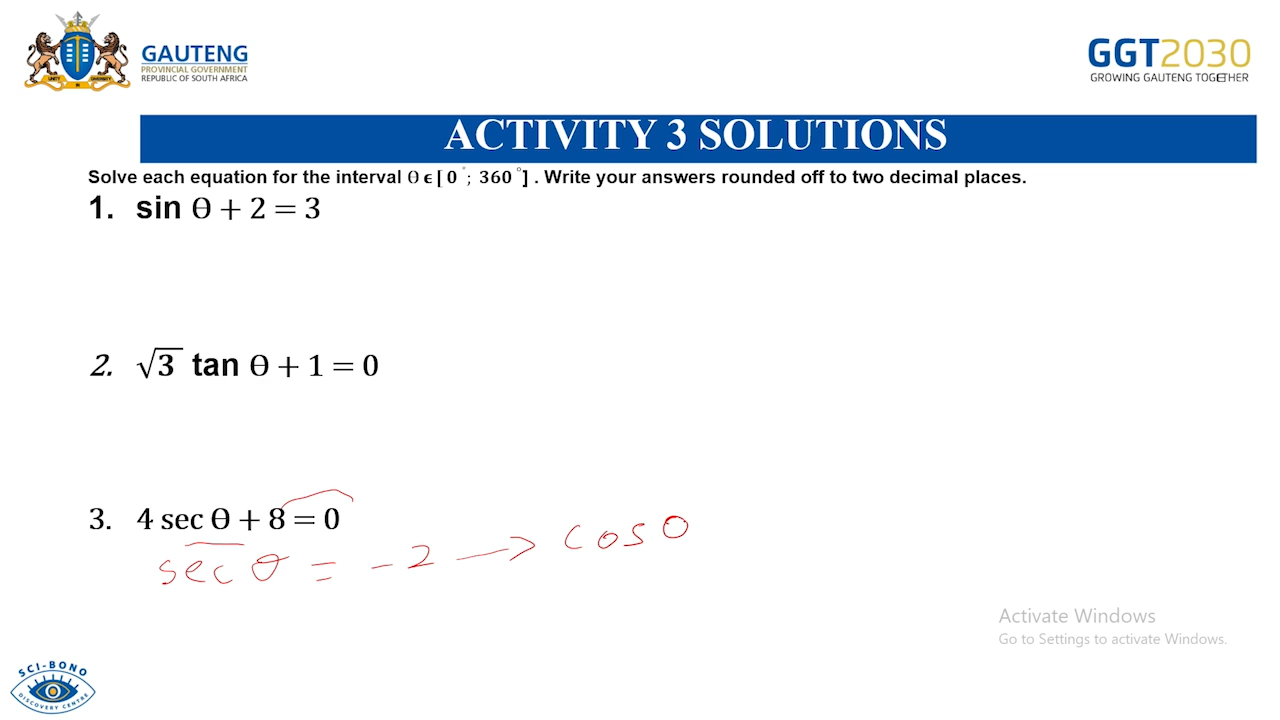 GAUTENG
PROVINCIAL GOVERNMENT
REPUBLIC OF SOUTH AFRICA
UNITY IN DIVERSITY
GGT2030
GROWING GAUTENG TOGETHER
ACTIVITY 3 SOLUTIONS
Solve each equation for the interval Ɵ ϵ [ 0°; 360°] . Write your answers rounded off to two decimal places.
1. sin Ɵ + 2 = 3
2. √3 tan Ɵ + 1 = 0
3. 4 sec Ɵ + 8 = 0
sec θ = -2 → cos θ
Activate Windows
Go to Settings to activate Windows.
SCI-BONO
DISCOVERY CENTRE